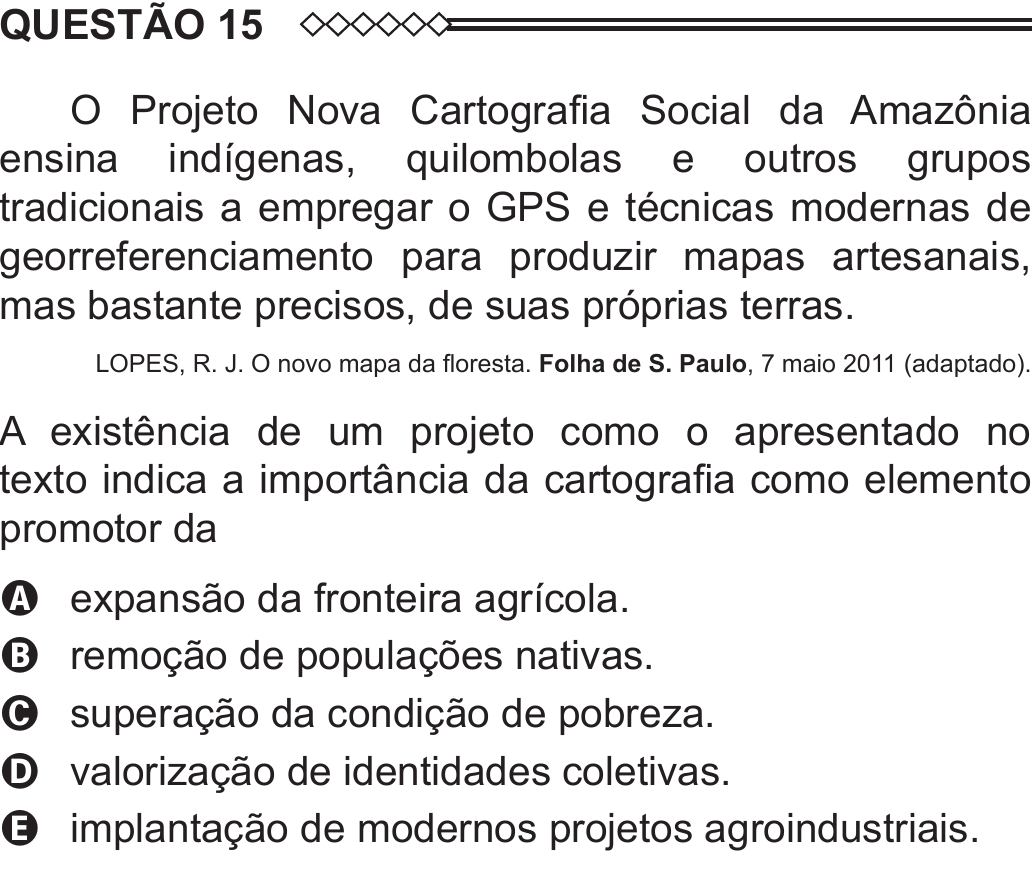 QUESTÃO 15
O Projeto Nova Cartografia Social da Amazônia
ensina indígenas, quilombolas e outros grupos
tradicionais a empregar o GPS e técnicas modernas de
georreferenciamento para produzir mapas artesanais,
mas bastante precisos, de suas próprias terras.
LOPES, R. J. O novo mapa da floresta. Folha de S. Paulo, 7 maio 2011 (adaptado).
A existência de um projeto como o apresentado no
texto indica a importância da cartografia como elemento
promotor da
A expansão da fronteira agrícola.
B remoção de populações nativas.
C superação da condição de pobreza.
D valorização de identidades coletivas.
E implantação de modernos projetos agroindustriais.